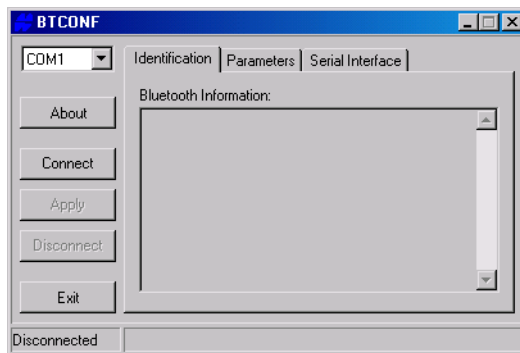 BTCONF
COM1
Identification
Parameters
Serial Interface
About
Bluetooth Information:
Connect
Apply
Disconnect
Exit
Disconnected